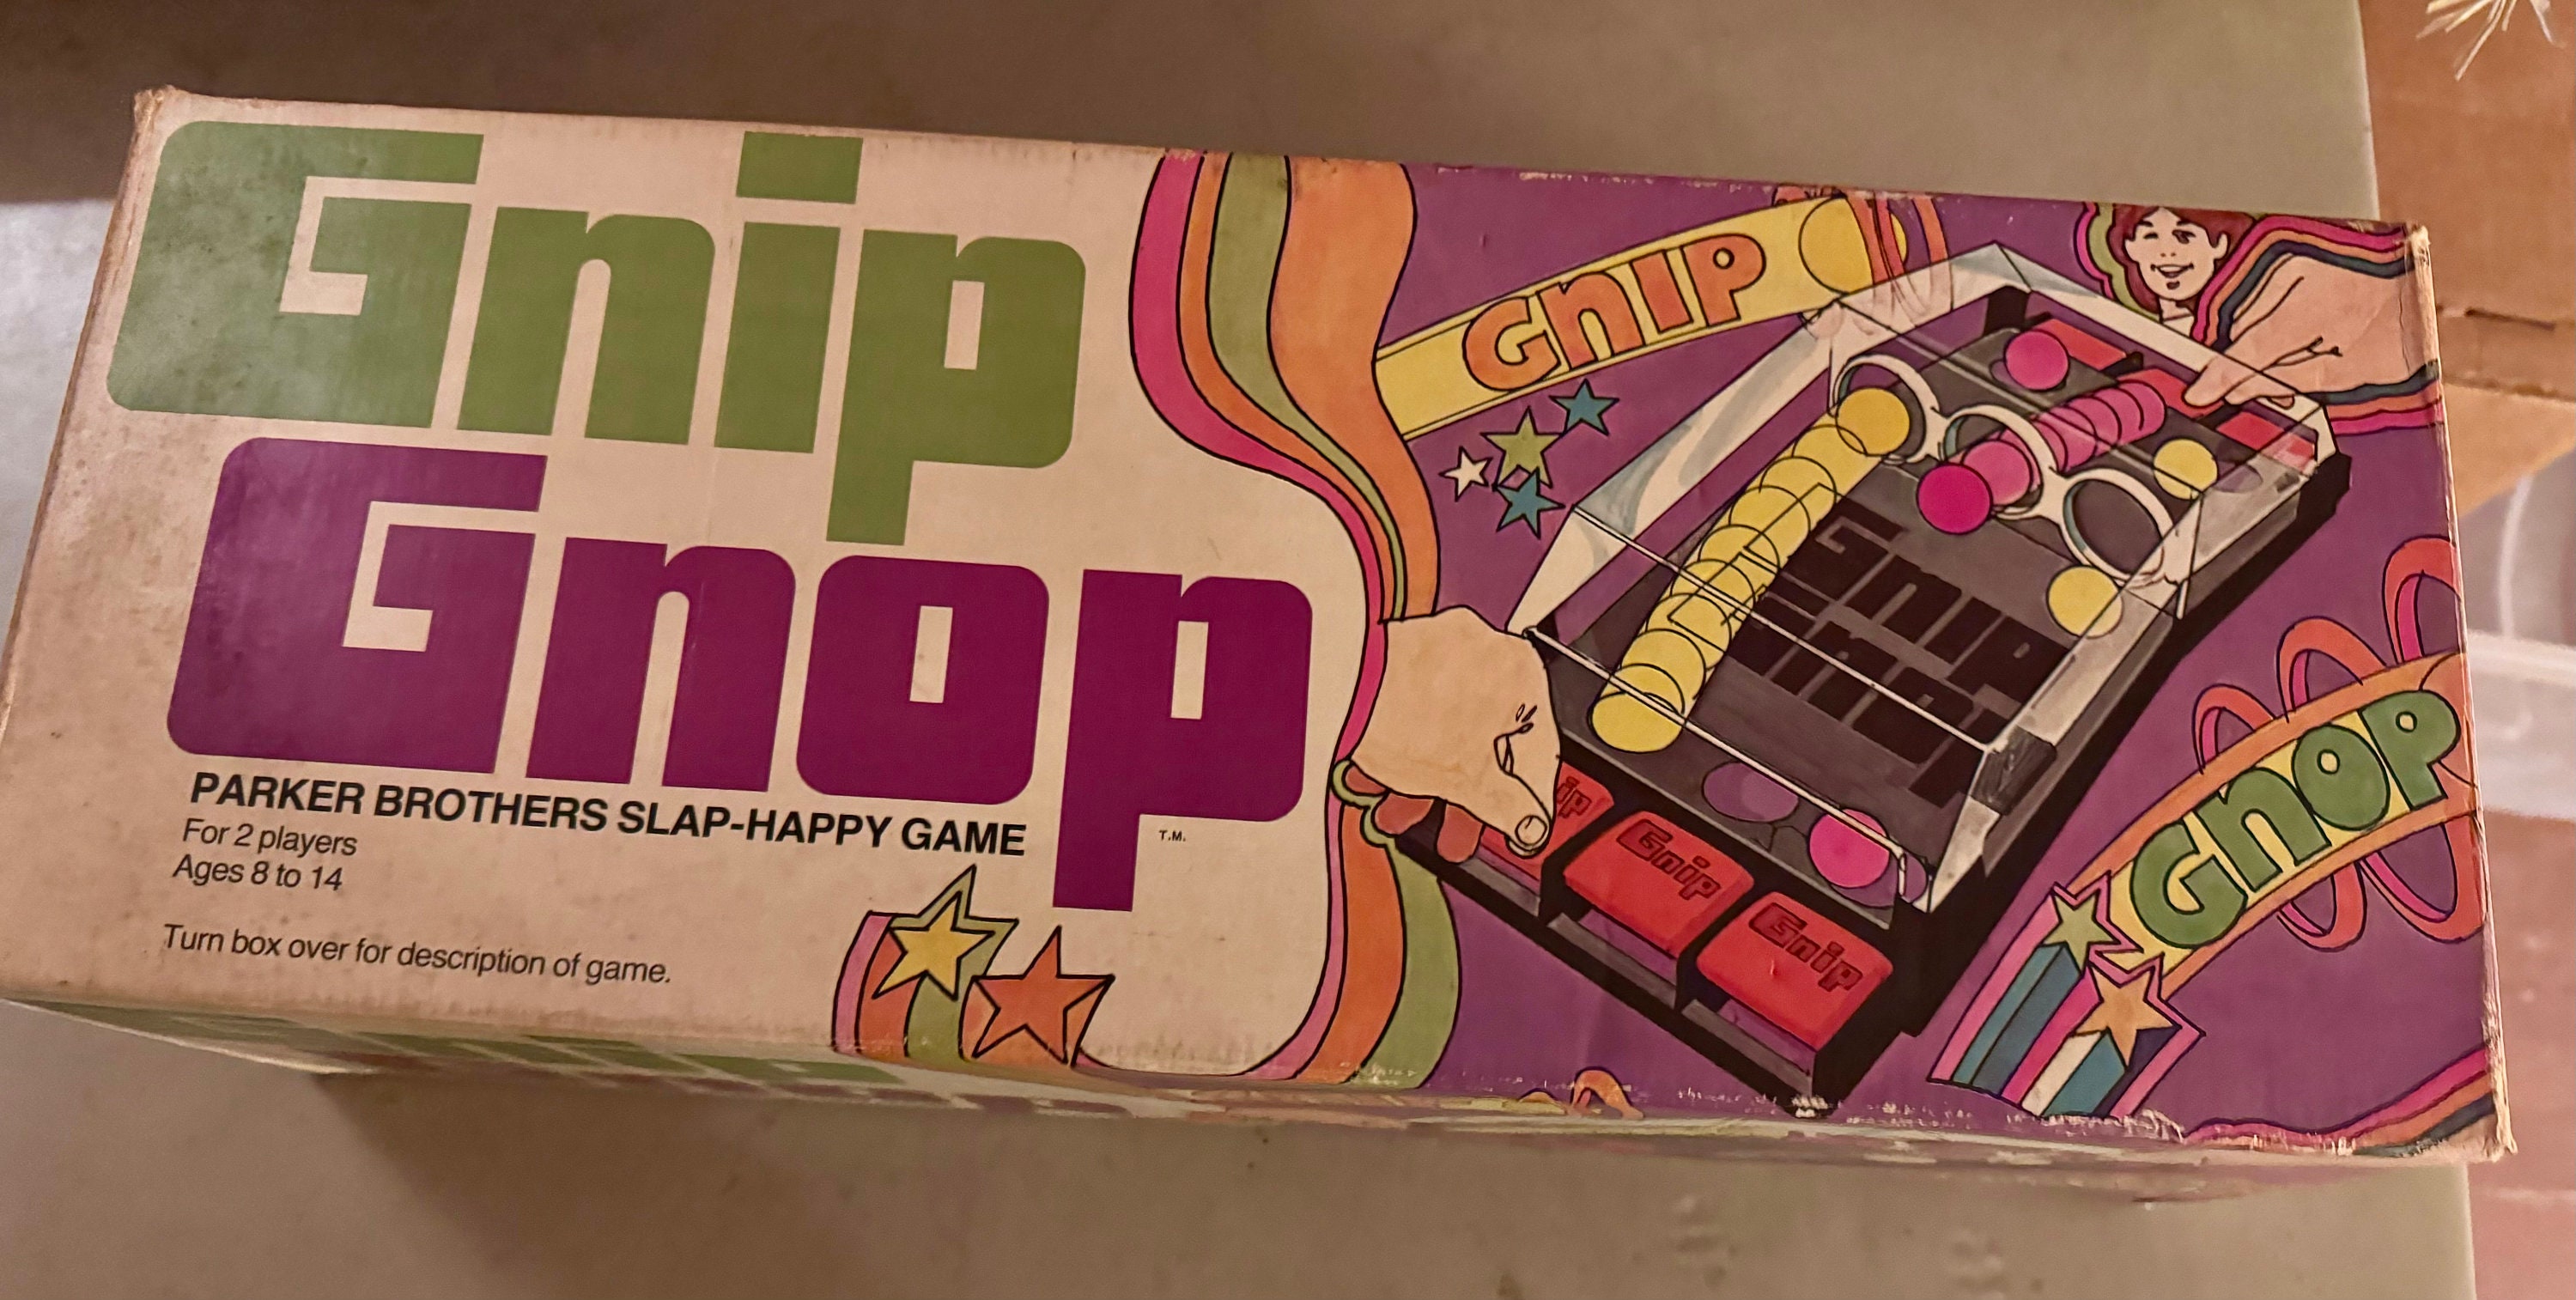 Gnip
Gnop
T.M.
PARKER BROTHERS SLAP-HAPPY GAME
For 2 players
Ages 8 to 14
Turn box over for description of game.
GNIP
Gnip
Gnop
ip
Gnip
Gnip
GNOP